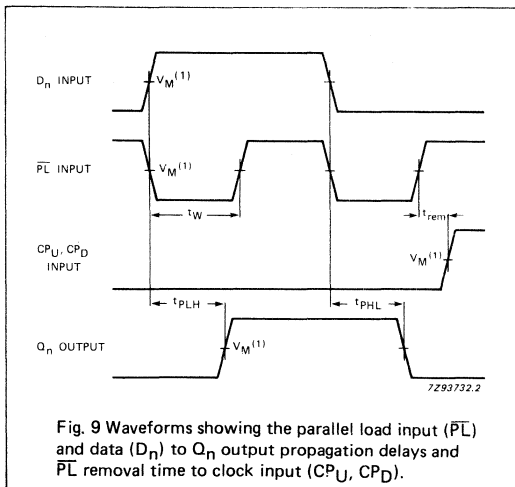 Dn INPUT
VM(1)
PL INPUT
VM(1)
tW
trem
CPU, CPD
INPUT
VM(1)
tPLH
tPHL
Qn OUTPUT
VM(1)
7Z93732.2
Fig. 9 Waveforms showing the parallel load input (PL)
and data (Dn) to Qn output propagation delays and
PL removal time to clock input (CPU, CPD).